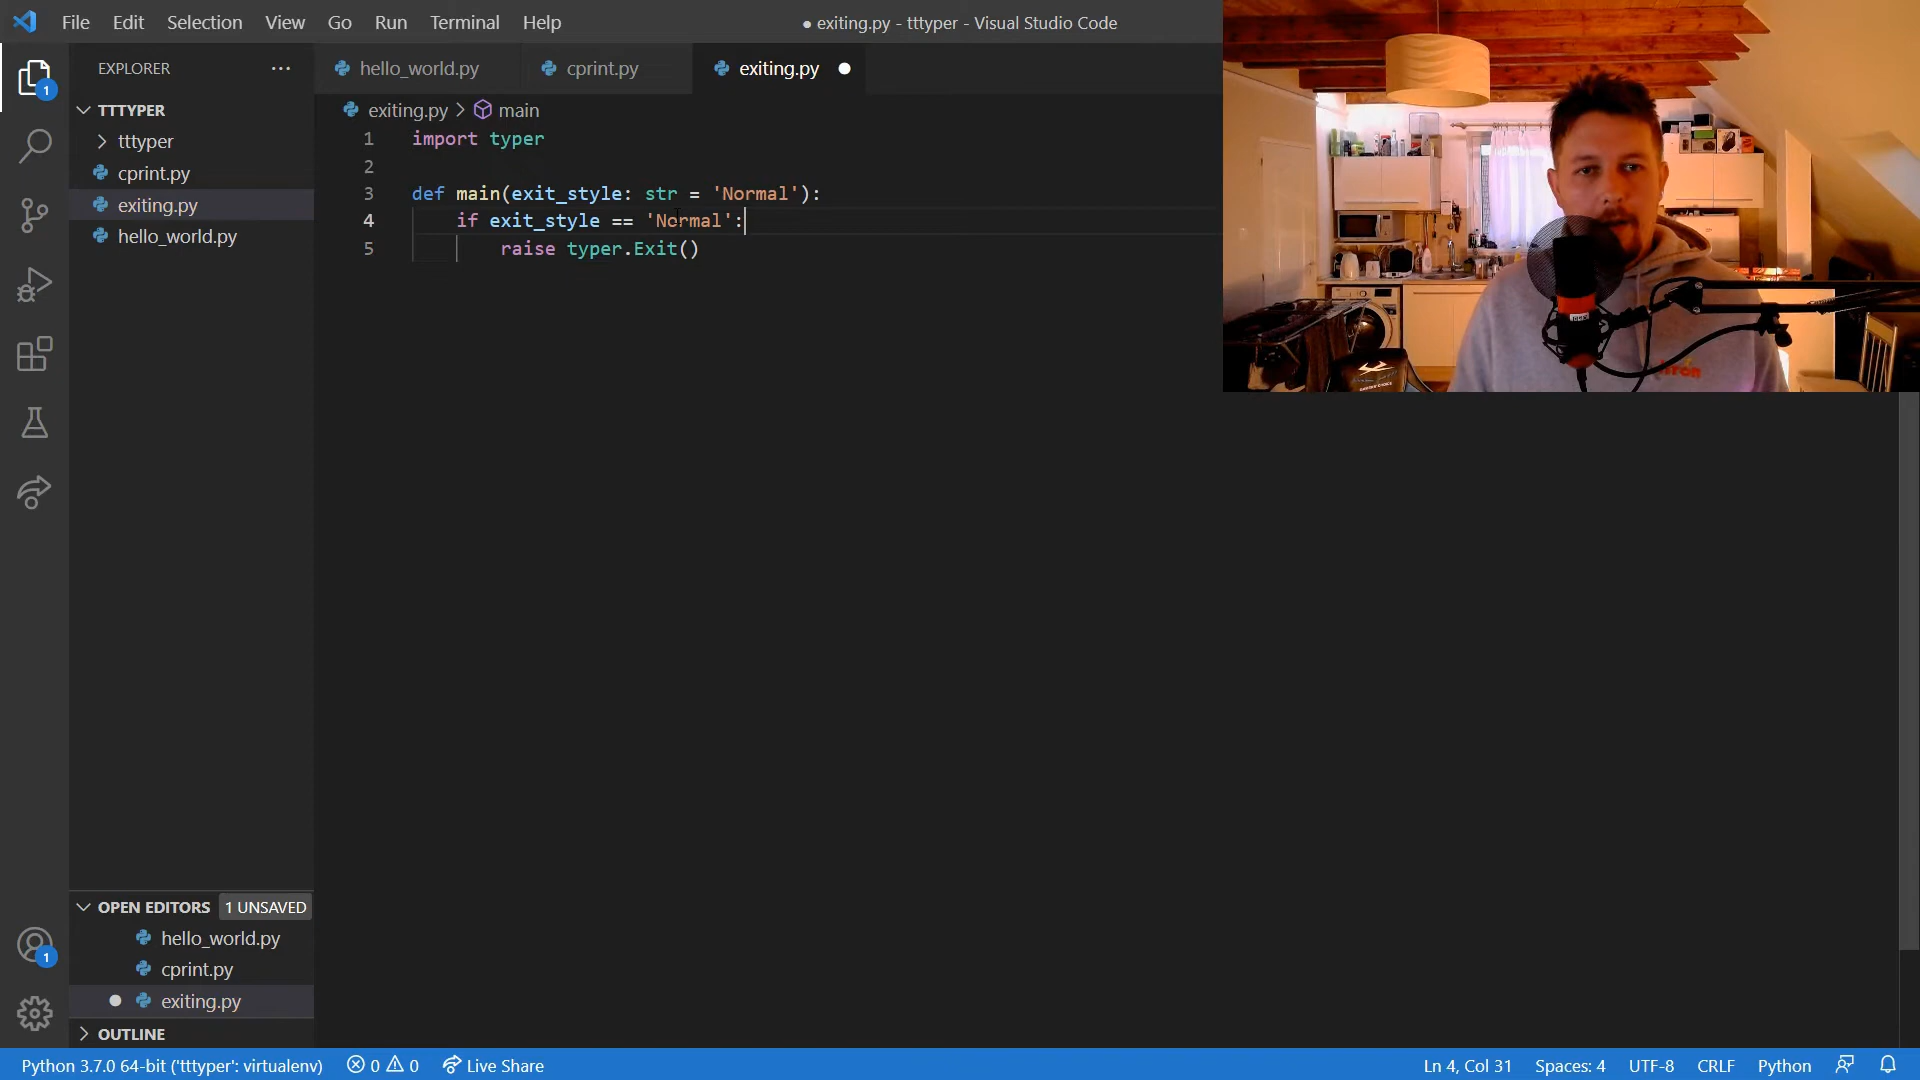 File Edit Selection View Go Run Terminal Help
● exiting.py - tttyper - Visual Studio Code
EXPLORER
hello_world.py
cprint.py
exiting.py
TTTYPER
tttyper
cprint.py
exiting.py
hello_world.py
exiting.py > main
1 import typer
2
3 def main(exit_style: str = 'Normal'):
4 if exit_style == 'Normal':
5 raise typer.Exit()
1
OPEN EDITORS 1 UNSAVED
hello_world.py
cprint.py
exiting.py
OUTLINE
1
Python 3.7.0 64-bit ('tttyper': virtualenv) 0 0 Live Share
Ln 4, Col 31 Spaces: 4 UTF-8 CRLF Python